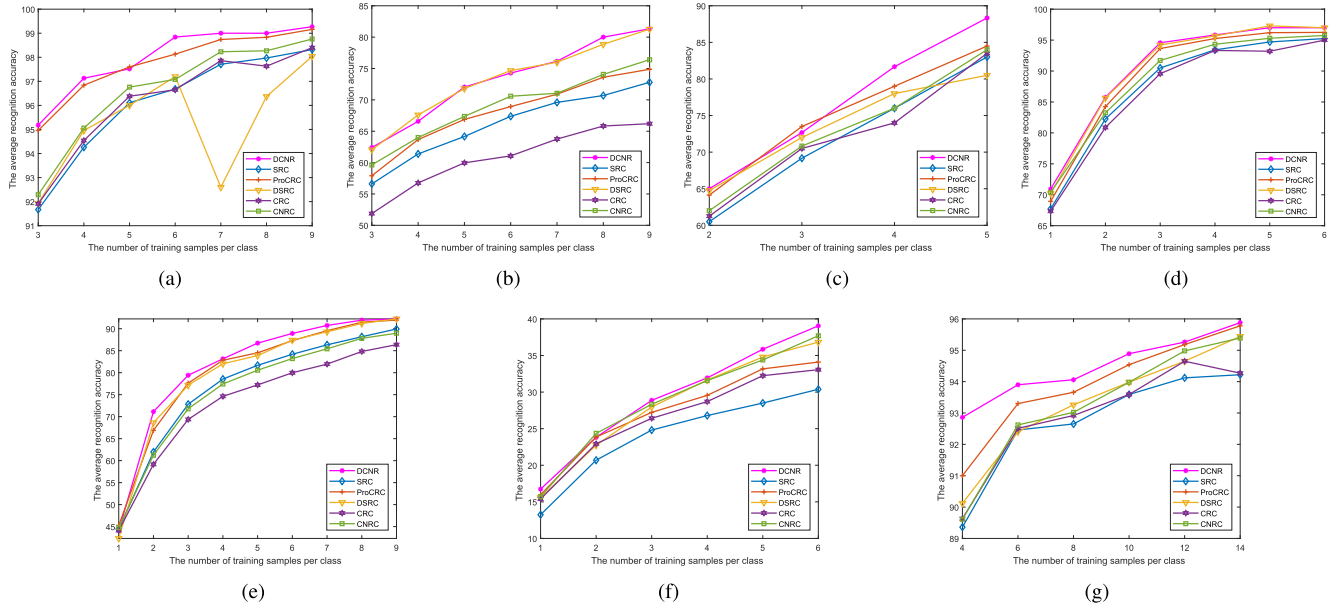 100
99
98
97
96
95
94
93
92
91
The average recognition accuracy
3 4 5 6 7 8 9
The number of training samples per class
DCNR
SRC
ProCRC
DSRC
CRC
CNRC
(a)
85
80
75
70
65
60
55
50
The average recognition accuracy
3 4 5 6 7 8 9
The number of training samples per class
DCNR
SRC
ProCRC
DSRC
CRC
CNRC
(b)
90
85
80
75
70
65
60
The average recognition accuracy
2 3 4 5
The number of training samples per class
DCNR
SRC
ProCRC
DSRC
CRC
CNRC
(c)
100
95
90
85
80
75
70
65
The average recognition accuracy
1 2 3 4 5 6
The number of training samples per class
DCNR
SRC
ProCRC
DSRC
CRC
CNRC
(d)
90
85
80
75
70
65
60
55
50
45
The average recognition accuracy
1 2 3 4 5 6 7 8 9
The number of training samples per class
DCNR
SRC
ProCRC
DSRC
CRC
CNRC
(e)
40
35
30
25
20
15
10
The average recognition accuracy
1 2 3 4 5 6
The number of training samples per class
DCNR
SRC
ProCRC
DSRC
CRC
CNRC
(f)
96
95
94
93
92
91
90
89
The average recognition accuracy
4 6 8 10 12 14
The number of training samples per class
DCNR
SRC
ProCRC
DSRC
CRC
CNRC
(g)